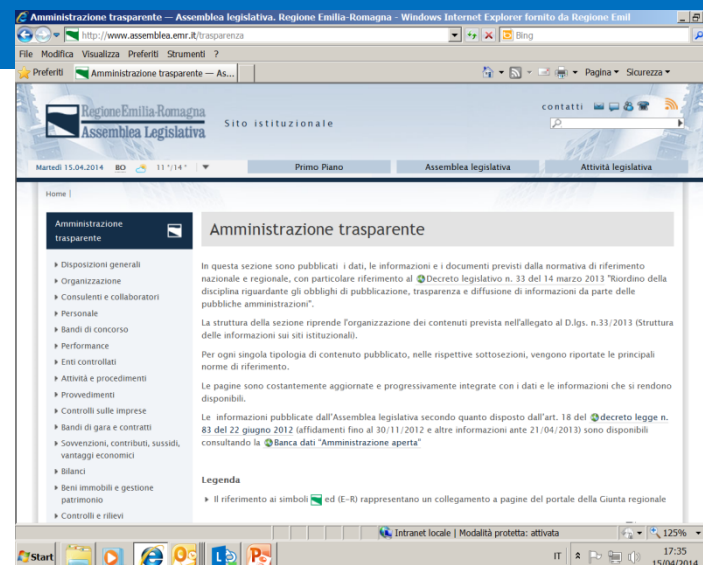 Amministrazione trasparente — Assemblea legislativa. Regione Emilia-Romagna - Windows Internet Explorer fornito da Regione Emil
http://www.assemblea.emr.it/trasparenza
Bing
File Modifica Visualizza Preferiti Strumenti ?
Preferiti Amministrazione trasparente — As... Pagina Sicurezza
RegioneEmilia-Romagna
Assemblea Legislativa
Sito istituzionale
contatti
Martedì 15.04.2014 BO 11°/14°
Primo Piano Assemblea legislativa Attività legislativa
Home |
Amministrazione
trasparente
Disposizioni generali
Organizzazione
Consulenti e collaboratori
Personale
Bandi di concorso
Performance
Enti controllati
Attività e procedimenti
Provvedimenti
Controlli sulle imprese
Bandi di gara e contratti
Sovvenzioni, contributi, sussidi,
vantaggi economici
Bilanci
Beni immobili e gestione
patrimonio
Controlli e rilievi
Amministrazione trasparente
In questa sezione sono pubblicati i dati, le informazioni e i documenti previsti dalla normativa di riferimento
nazionale e regionale, con particolare riferimento al Decreto legislativo n. 33 del 14 marzo 2013 "Riordino della
disciplina riguardante gli obblighi di pubblicazione, trasparenza e diffusione di informazioni da parte delle
pubbliche amministrazioni".
La struttura della sezione riprende l'organizzazione dei contenuti prevista nell'allegato al D.lgs. n.33/2013 (Struttura
delle informazioni sui siti istituzionali).
Per ogni singola tipologia di contenuto pubblicato, nelle rispettive sottosezioni, vengono riportate le principali
norme di riferimento.
Le pagine sono costantemente aggiornate e progressivamente integrate con i dati e le informazioni che si rendono
disponibili.
Le informazioni pubblicate dall'Assemblea legislativa secondo quanto disposto dall'art. 18 del decreto legge n.
83 del 22 giugno 2012 (affidamenti fino al 30/11/2012 e altre informazioni ante 21/04/2013) sono disponibili
consultando la Banca dati "Amministrazione aperta"
Legenda
Il riferimento ai simboli ed (E-R) rappresentano un collegamento a pagine del portale della Giunta regionale
Intranet locale | Modalità protetta: attivata 125%
Start IT 17:35
15/04/2014